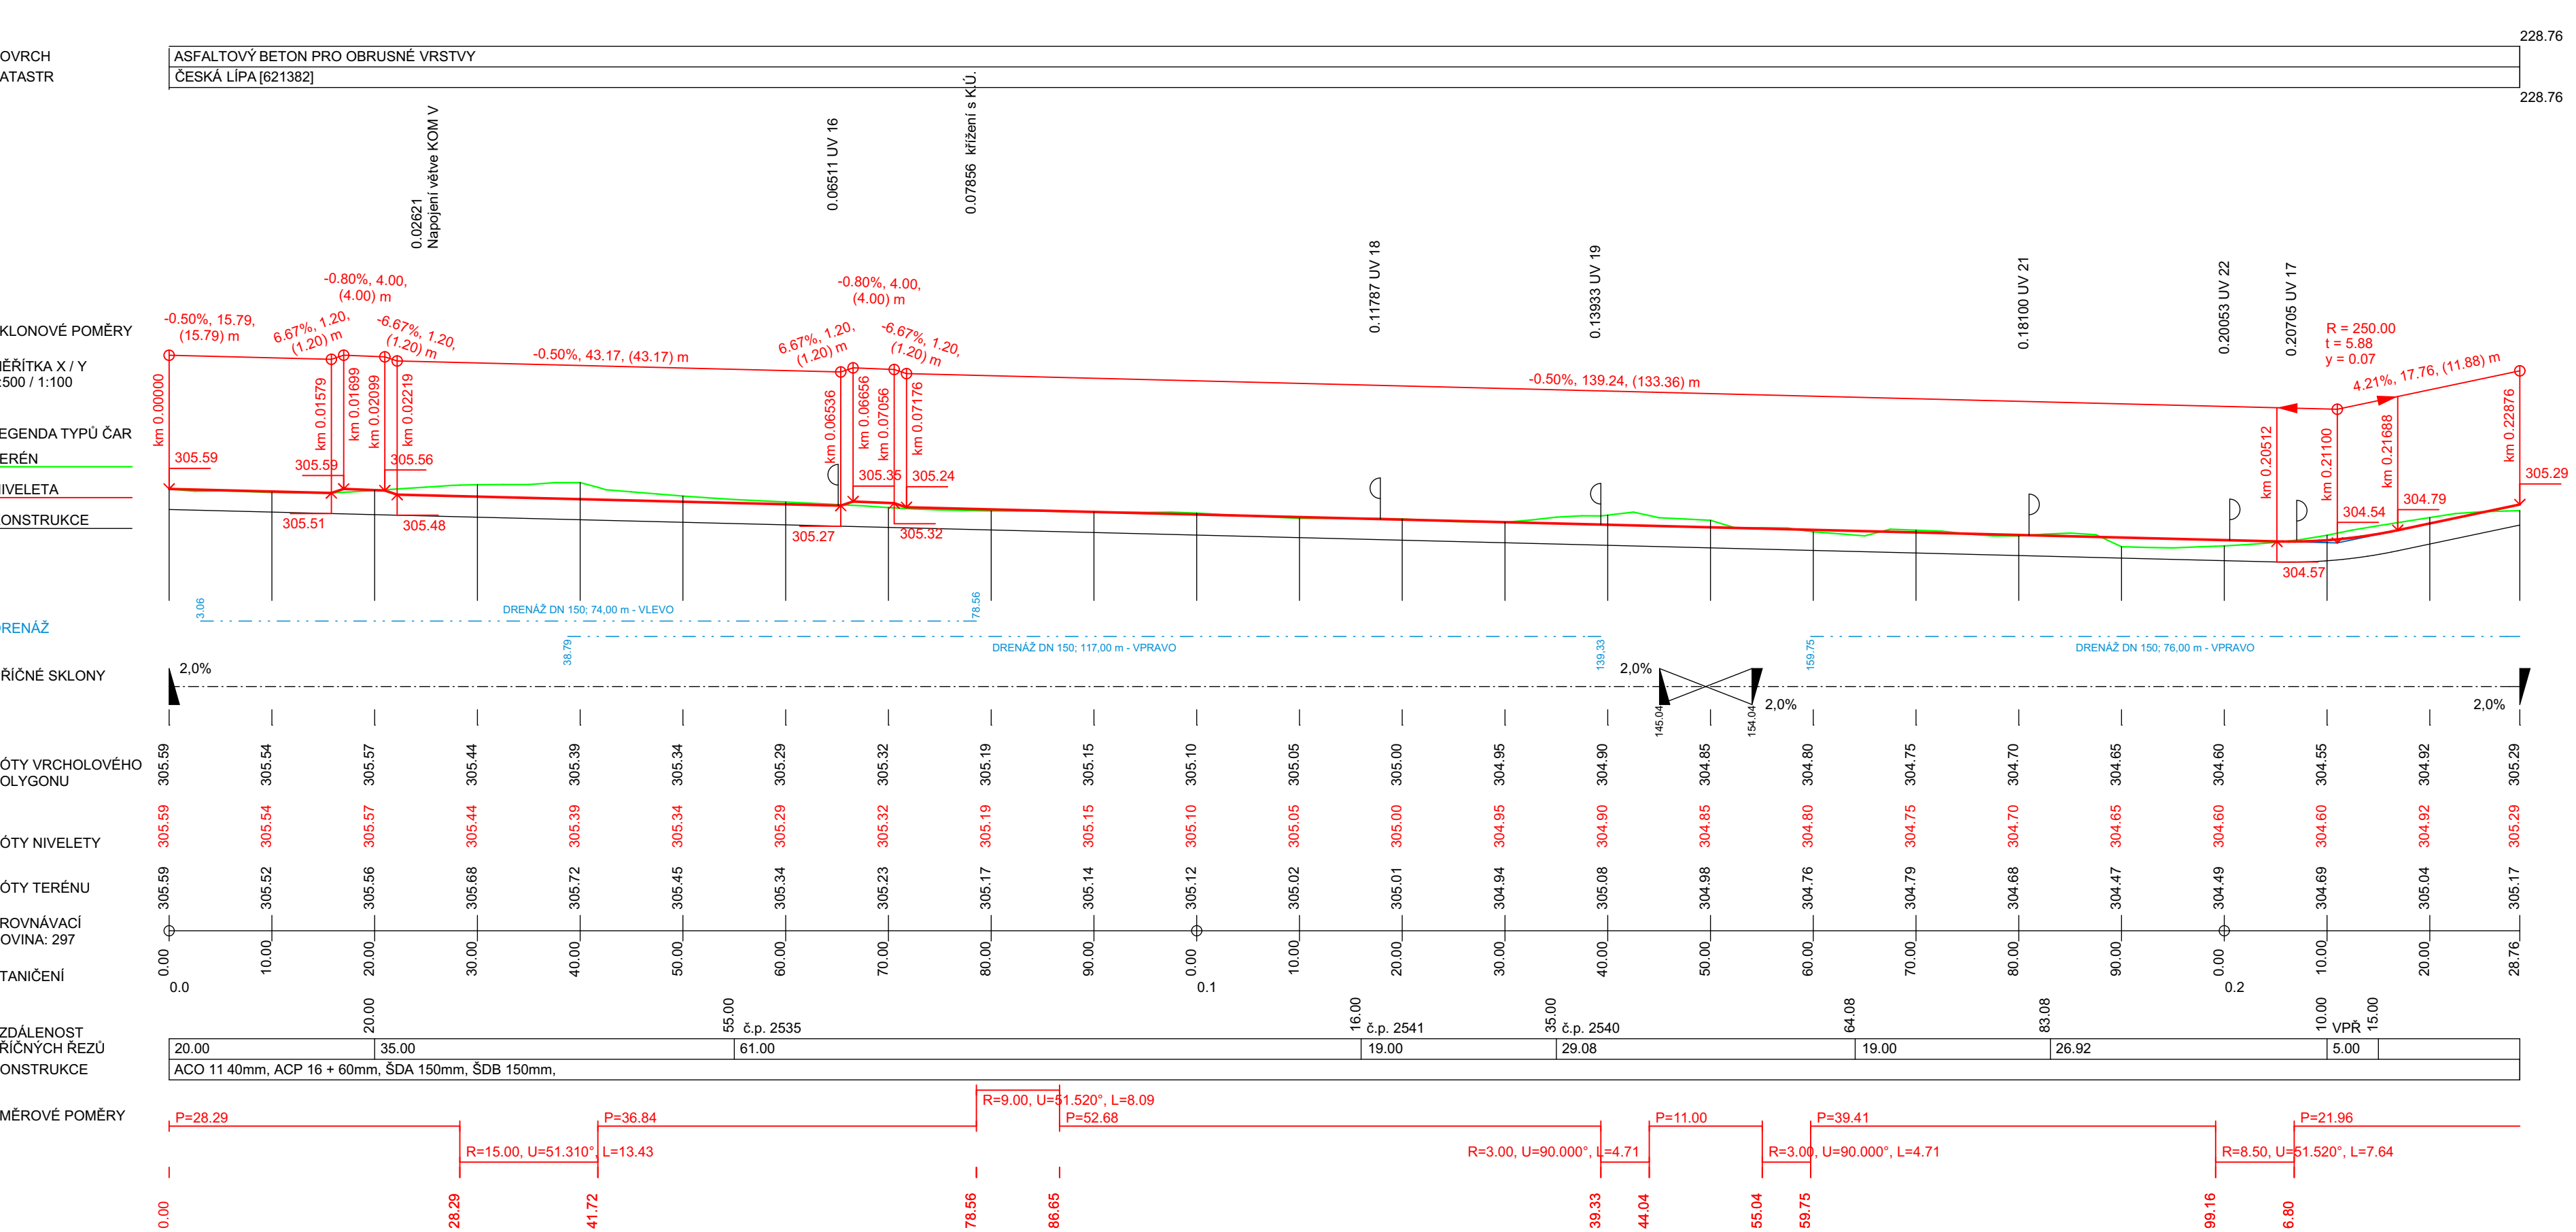 228.76
OVRCH
ASFALTOVÝ BETON PRO OBRUSNÉ VRSTVY
ATASTR
ČESKÁ LÍPA [621382]
228.76
0.02621
Napojení větve KOM V
0.06511 UV 16
0.07856 křížení s K.Ú.
0.11787 UV 18
0.13933 UV 19
0.18100 UV 21
0.20053 UV 22
0.20705 UV 17
KLONOVÉ POMĚRY
-0.50%, 15.79,
(15.79) m
6.67%, 1.20,
(1.20) m
-0.80%, 4.00,
(4.00) m
-6.67%, 1.20,
(1.20) m
-0.50%, 43.17, (43.17) m
6.67%, 1.20,
(1.20) m
-0.80%, 4.00,
(4.00) m
-6.67%, 1.20,
(1.20) m
-0.50%, 139.24, (133.36) m
R = 250.00
t = 5.88
y = 0.07
4.21%, 17.76, (11.88) m
ĚŘÍTKA X / Y
:500 / 1:100
km 0.00000
km 0.01579
km 0.01699
km 0.02099
km 0.02219
km 0.06536
km 0.06656
km 0.07056
km 0.07176
km 0.20512
km 0.21100
km 0.21688
km 0.22876
EGENDA TYPŮ ČAR
ERÉN
IVELETA
ONSTRUKCE
305.59
305.51
305.59
305.56
305.48
305.27
305.35
305.32
305.24
304.57
304.54
304.79
305.29
RENÁŽ
3.06
DRENÁŽ DN 150; 74,00 m - VLEVO
78.56
38.79
DRENÁŽ DN 150; 117,00 m - VPRAVO
139,33
159.75
DRENÁŽ DN 150; 76,00 m - VPRAVO
ŘÍČNÉ SKLONY
2,0%
2,0%
145.04
154.04
2,0%
2,0%
ÓTY VRCHOLOVÉHO
OLYGONU
305.59 305.54 305.57 305.44 305.39 305.34 305.29 305.32 305.19 305.15 305.10 305.05 305.00 304.95 304.90 304.85 304.80 304.75 304.70 304.65 304.60 304.55 304.92 305.29
ÓTY NIVELETY
305.59 305.54 305.57 305.44 305.39 305.34 305.29 305.32 305.19 305.15 305.10 305.05 305.00 304.95 304.90 304.85 304.80 304.75 304.70 304.65 304.60 304.60 304.92 305.29
ÓTY TERÉNU
305.59 305.52 305.56 305.68 305.72 305.45 305.34 305.23 305.17 305.14 305.12 305.02 305.01 304.94 305.08 304.98 304.76 304.79 304.68 304.47 304.49 304.69 305.04 305.17
ROVNÁVACÍ
OVINA: 297
TANIČENÍ
0.00 10.00 20.00 30.00 40.00 50.00 60.00 70.00 80.00 90.00 0.00 10.00 20.00 30.00 40.00 50.00 60.00 70.00 80.00 90.00 0.00 10.00 20.00 28.76
0.0 0.1 0.2
ZDÁLENOST
ŘÍČNÝCH ŘEZŮ
20.00 55.00 č.p. 2535 16.00 č.p. 2541 35.00 č.p. 2540 64.08 83.08 10.00 VPŘ 15.00
20.00 35.00 61.00 19.00 29.08 19.00 26.92 5.00
ONSTRUKCE
ACO 11 40mm, ACP 16 + 60mm, ŠDA 150mm, ŠDB 150mm,
MĚROVÉ POMĚRY
P=28.29
R=15.00, U=51.310°, L=13.43
P=36.84
R=9.00, U=51.520°, L=8.09
P=52.68
R=3.00, U=90.000°, L=4.71
P=11.00
R=3.00, U=90.000°, L=4.71
P=39.41
R=8.50, U=51.520°, L=7.64
P=21.96
0.00 28.29 41.72 78.56 86.65 39.33 44.04 55.04 59.75 99.16 6.80